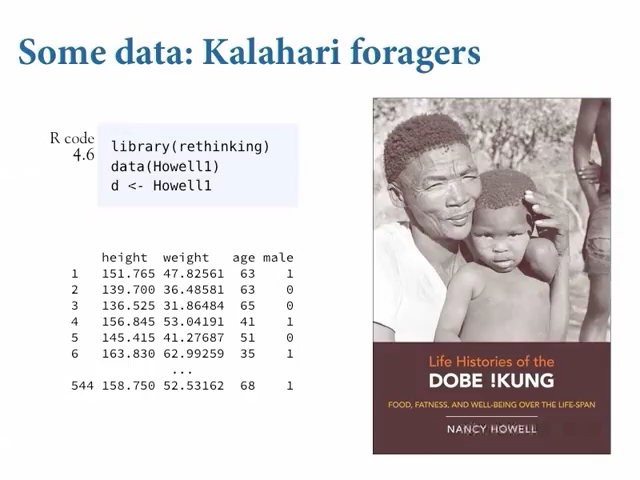 Some data: Kalahari foragers
R code
4.6
library(rethinking)
data(Howell1)
d <- Howell1
height weight age male
1 151.765 47.82561 63 1
2 139.700 36.48581 63 0
3 136.525 31.86484 65 0
4 156.845 53.04191 41 1
5 145.415 41.27687 51 0
6 163.830 62.99259 35 1
...
544 158.750 52.53162 68 1
Life Histories of the
DOBE !KUNG
FOOD, FATNESS, AND WELL-BEING OVER THE LIFE-SPAN
NANCY HOWELL